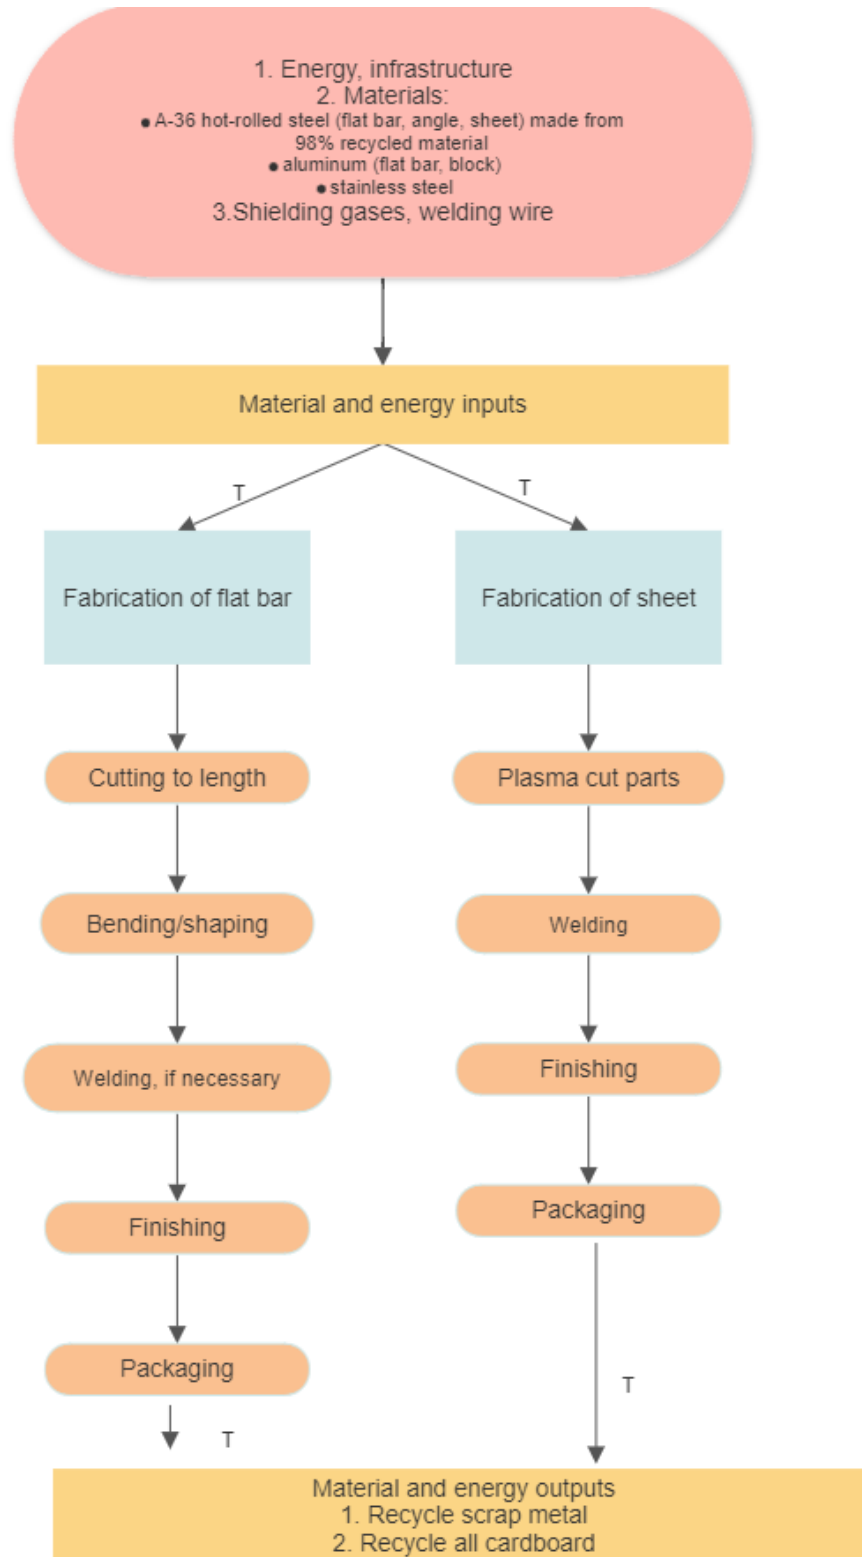 1. Energy, infrastructure
2. Materials:
● A-36 hot-rolled steel (flat bar, angle, sheet) made from
98% recycled material
● aluminum (flat bar, block)
● stainless steel
3.Shielding gases, welding wire
Material and energy inputs
T
T
Fabrication of flat bar
Fabrication of sheet
Cutting to length
Plasma cut parts
Bending/shaping
Welding
Welding, if necessary
Finishing
Finishing
Packaging
Packaging
T
T
Material and energy outputs
1. Recycle scrap metal
2. Recycle all cardboard